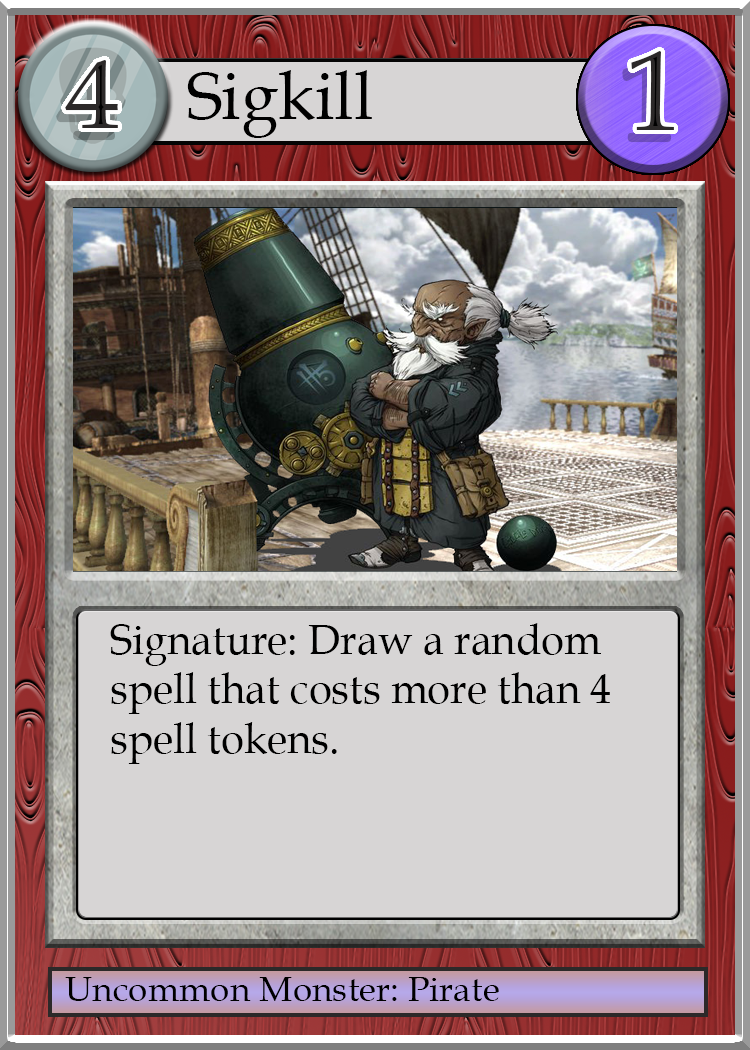 4 Sigkill 1
Signature: Draw a random
spell that costs more than 4
spell tokens.
Uncommon Monster: Pirate